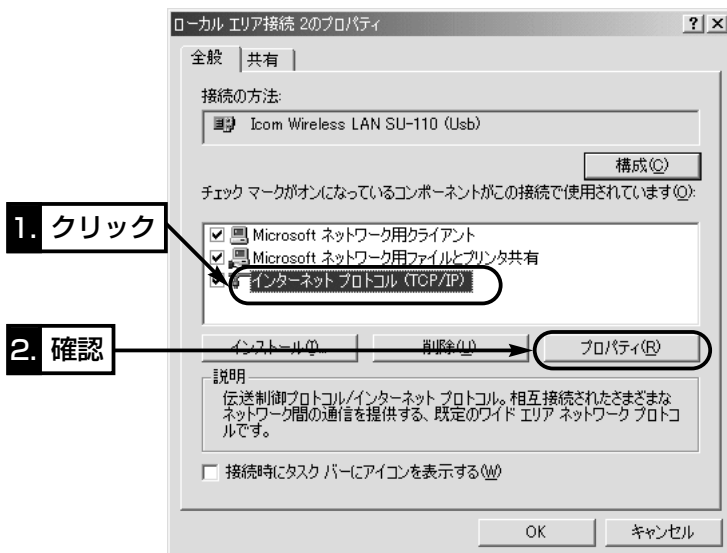 ローカル エリア接続 2のプロパティ
全般
共有
接続の方法:
Icom Wireless LAN SU-110 (Usb)
構成(C)
チェック マークがオンになっているコンポーネントがこの接続で使用されています(O):
1. クリック
Microsoft ネットワーク用クライアント
Microsoft ネットワーク用ファイルとプリンタ共有
インターネット プロトコル (TCP/IP)
2. 確認
インストール(I)...
削除(U)
プロパティ(R)
説明
伝送制御プロトコル/インターネット プロトコル。相互接続されたさまざまな
ネットワーク間の通信を提供する、既定のワイド エリア ネットワーク プロトコ
ルです。
接続時にタスク バーにアイコンを表示する(W)
OK
キャンセル